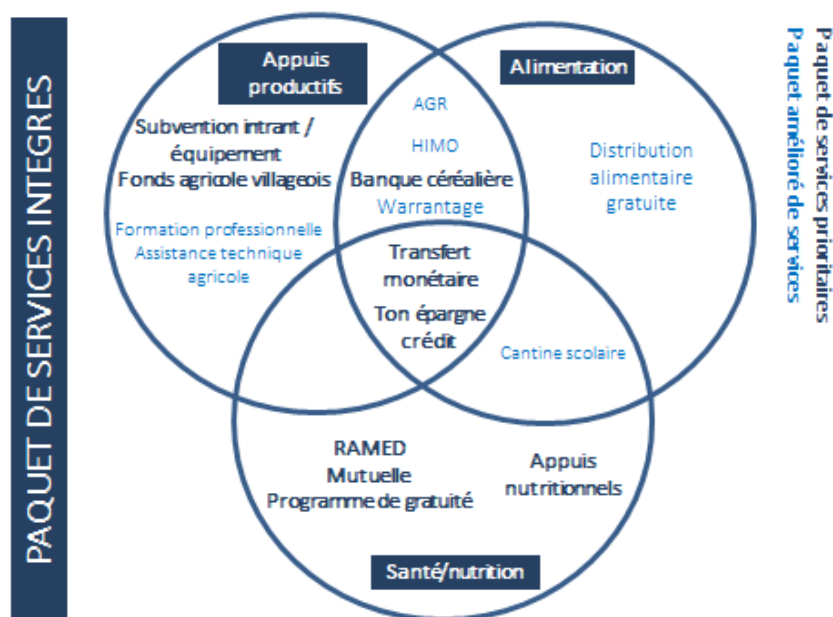 PAQUET DE SERVICES INTEGRES
Appuis
productifs
Subvention intrant /
équipement
Fonds agricole villageois
Formation professionnelle
Assistance technique
agricole
AGR
HIMO
Banque céréalière
Warrantage
Alimentation
Distribution
alimentaire
gratuite
Transfert
monétaire
Ton épargne
crédit
Cantine scolaire
RAMED
Mutuelle
Programme de gratuité
Appuis
nutritionnels
Santé/nutrition
Paquet de services prioritaires
Paquet amélioré de services